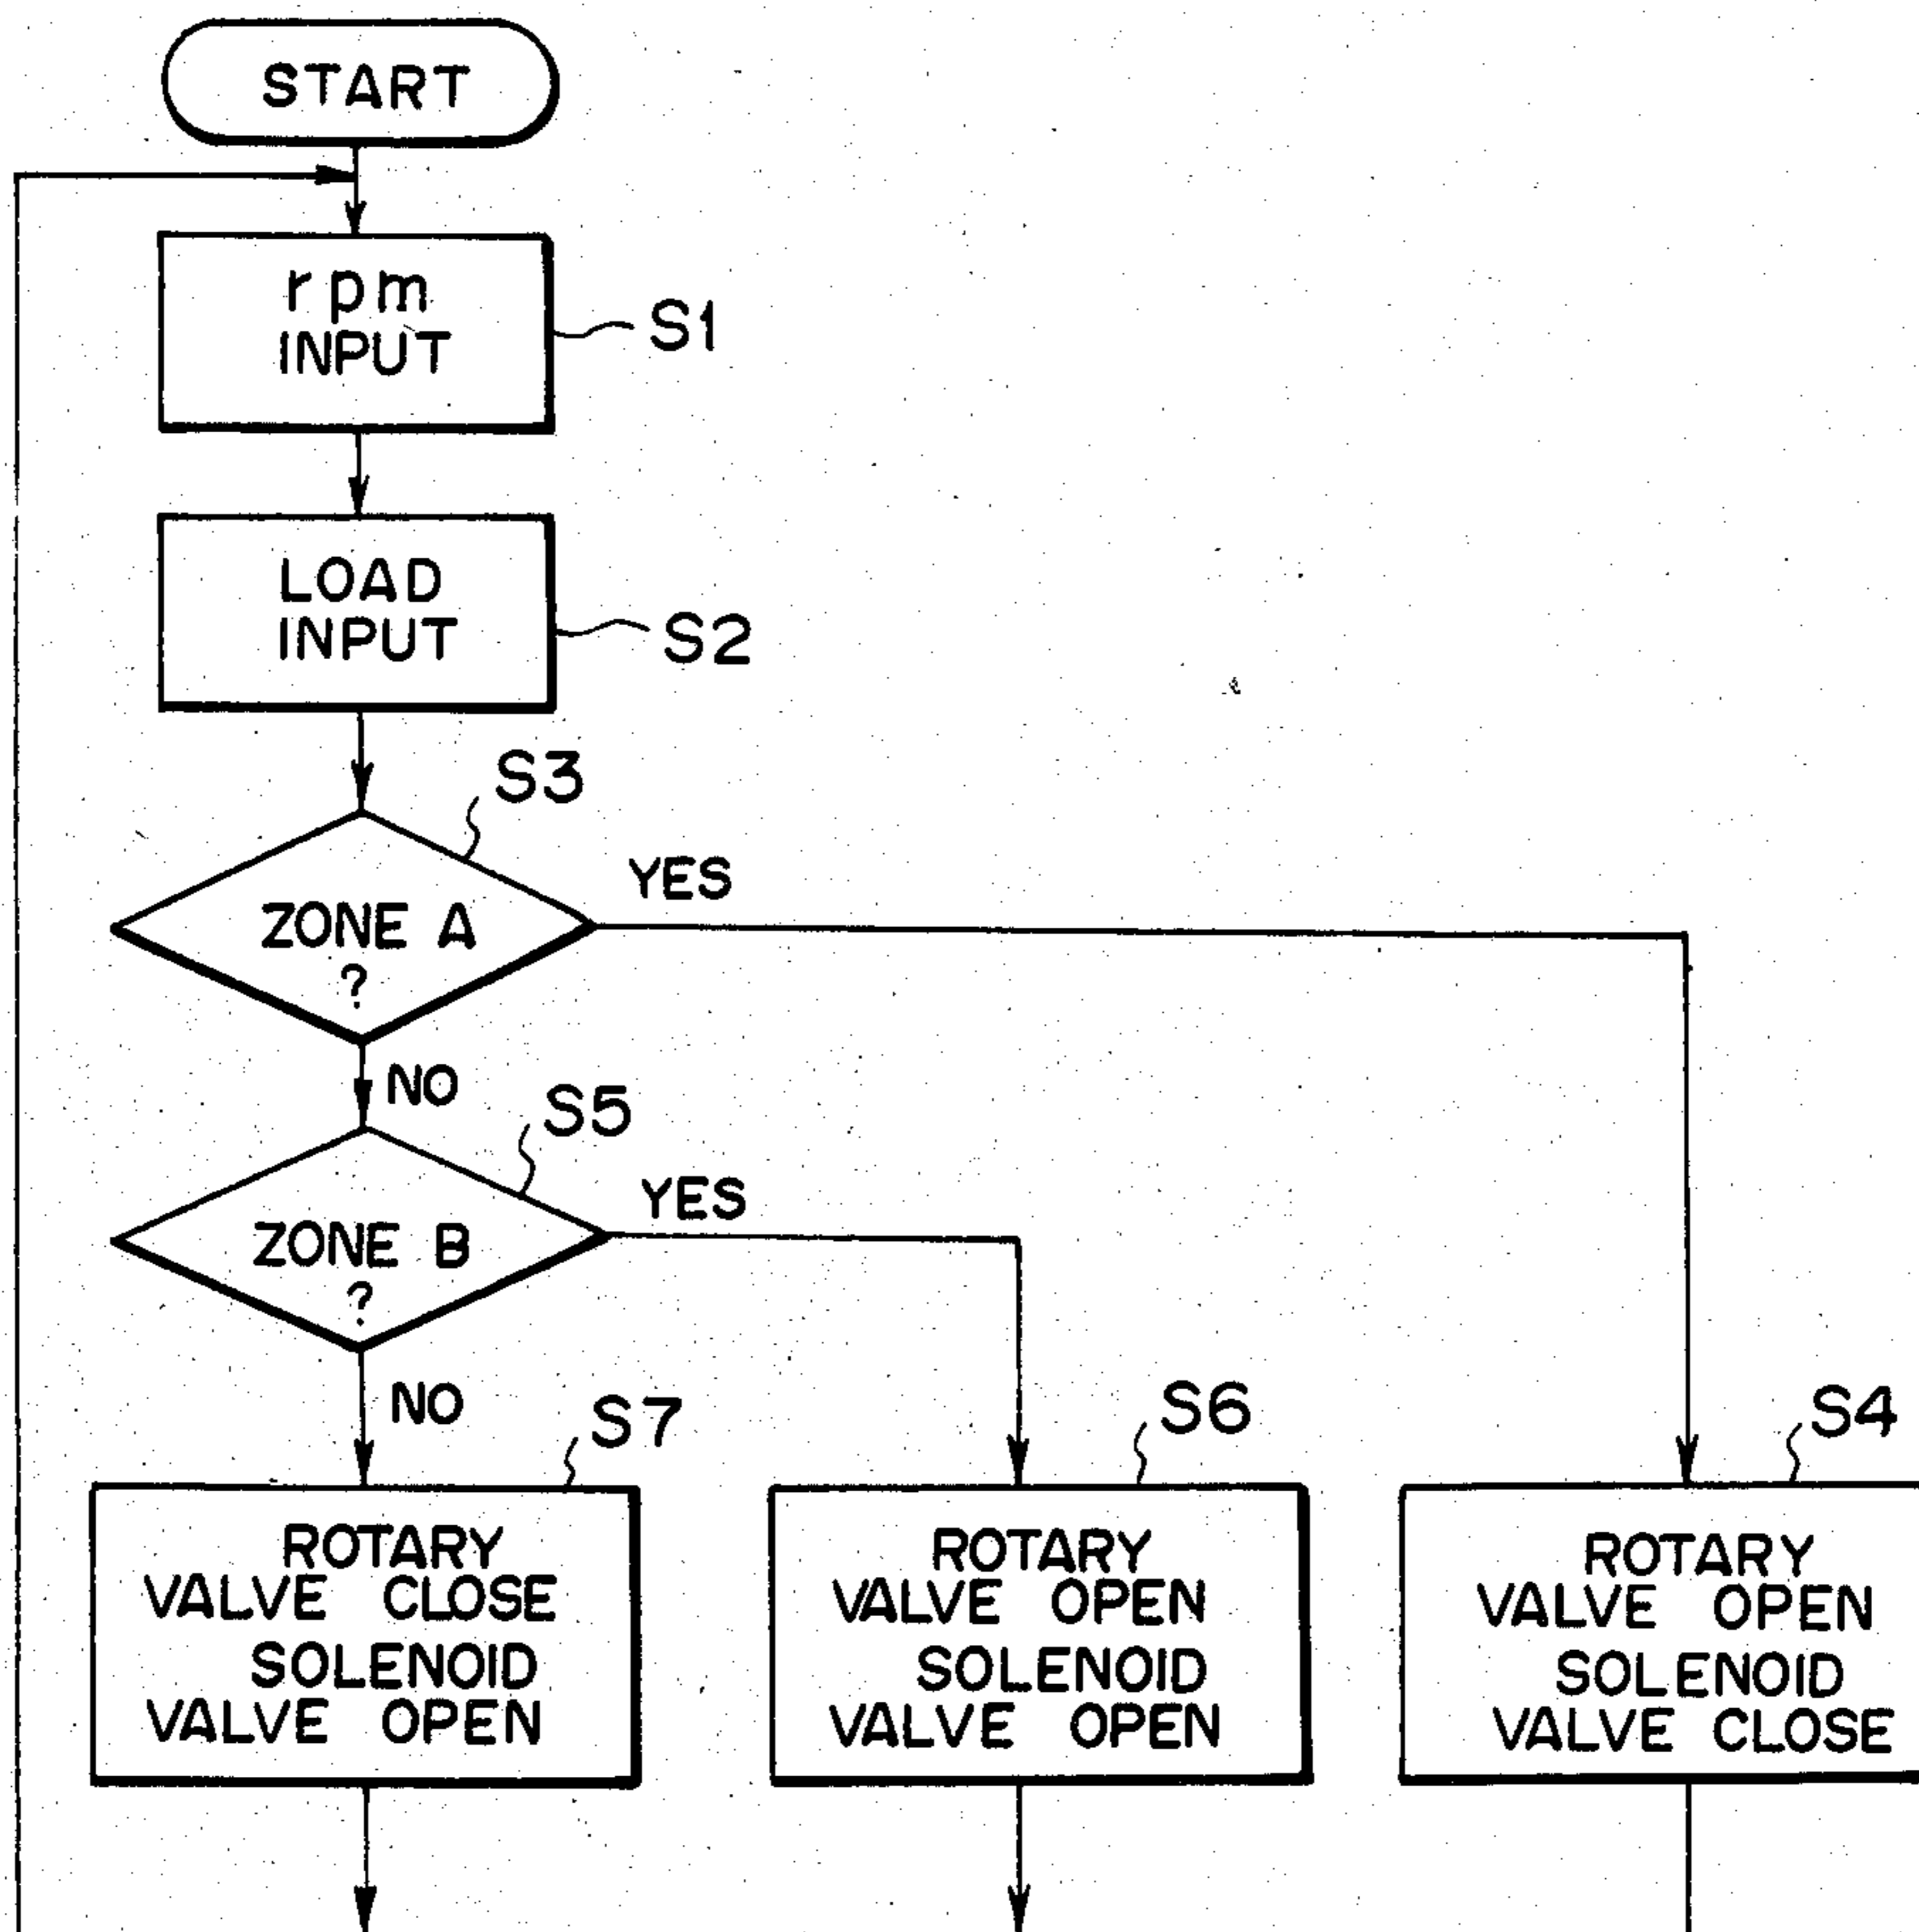 START
rpm
INPUT
S1
LOAD
INPUT
S2
S3
ZONE A
?
YES
NO
S5
ZONE B
?
YES
NO
S7
ROTARY
VALVE CLOSE
SOLENOID
VALVE OPEN
S6
ROTARY
VALVE OPEN
SOLENOID
VALVE OPEN
S4
ROTARY
VALVE OPEN
SOLENOID
VALVE CLOSE